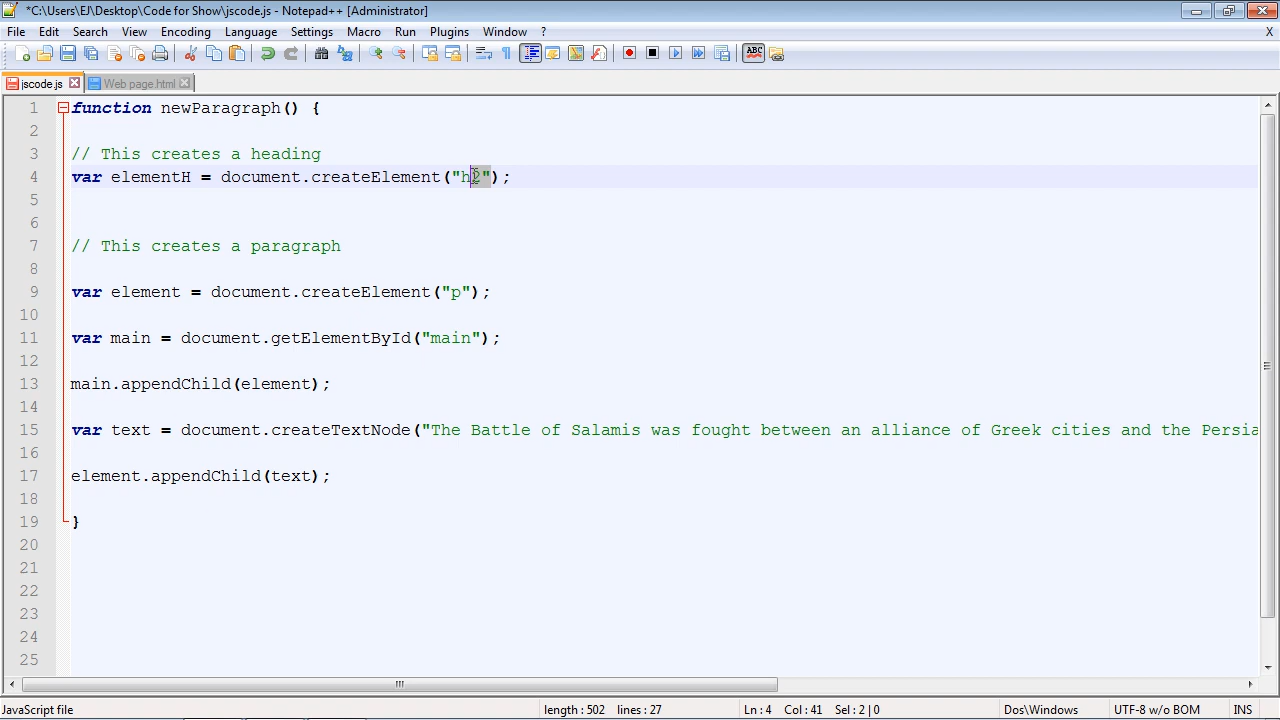 *C:\Users\EJ\Desktop\Code for Show\jscode.js - Notepad++ [Administrator]
File Edit Search View Encoding Language Settings Macro Run Plugins Window ? X
jscode.js Web page.html
1 function newParagraph() {
2
3 // This creates a heading
4 var elementH = document.createElement("h2");
5
6
7 // This creates a paragraph
8
9 var element = document.createElement("p");
10
11 var main = document.getElementById("main");
12
13 main.appendChild(element);
14
15 var text = document.createTextNode("The Battle of Salamis was fought between an alliance of Greek cities and the Persia
16
17 element.appendChild(text);
18
19 }
20
21
22
23
24
25
JavaScript file length : 502 lines : 27 Ln : 4 Col : 41 Sel : 2 | 0 Dos\Windows UTF-8 w/o BOM INS